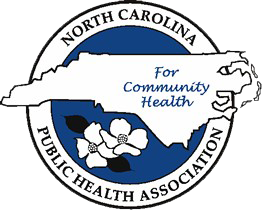 NORTH CAROLINA
For
Community
Health
PUBLIC HEALTH ASSOCIATION